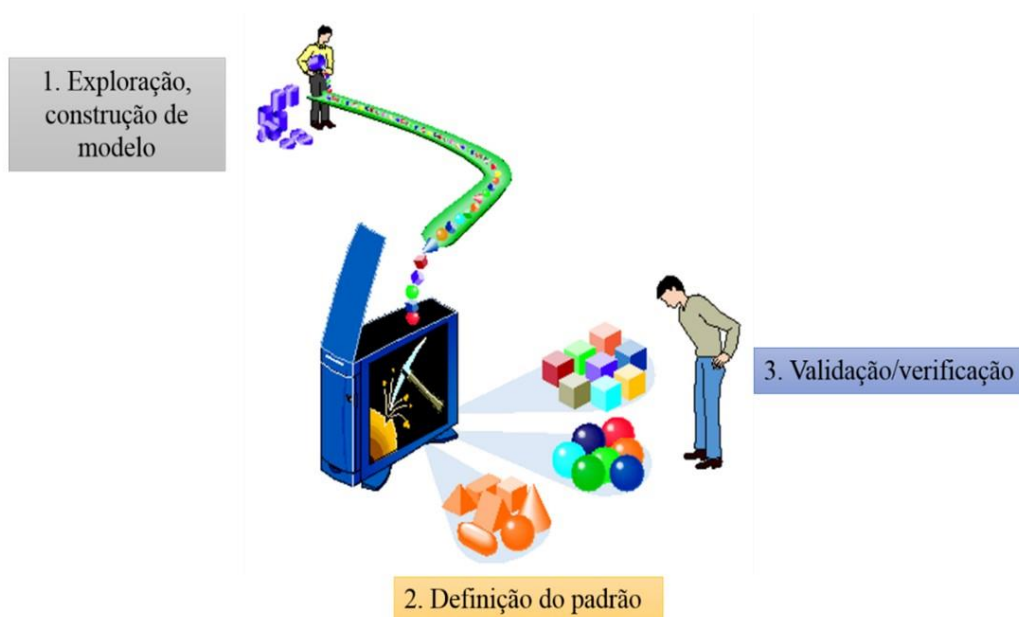 1. Exploração,
construção de
modelo
3. Validação/verificação
2. Definição do padrão